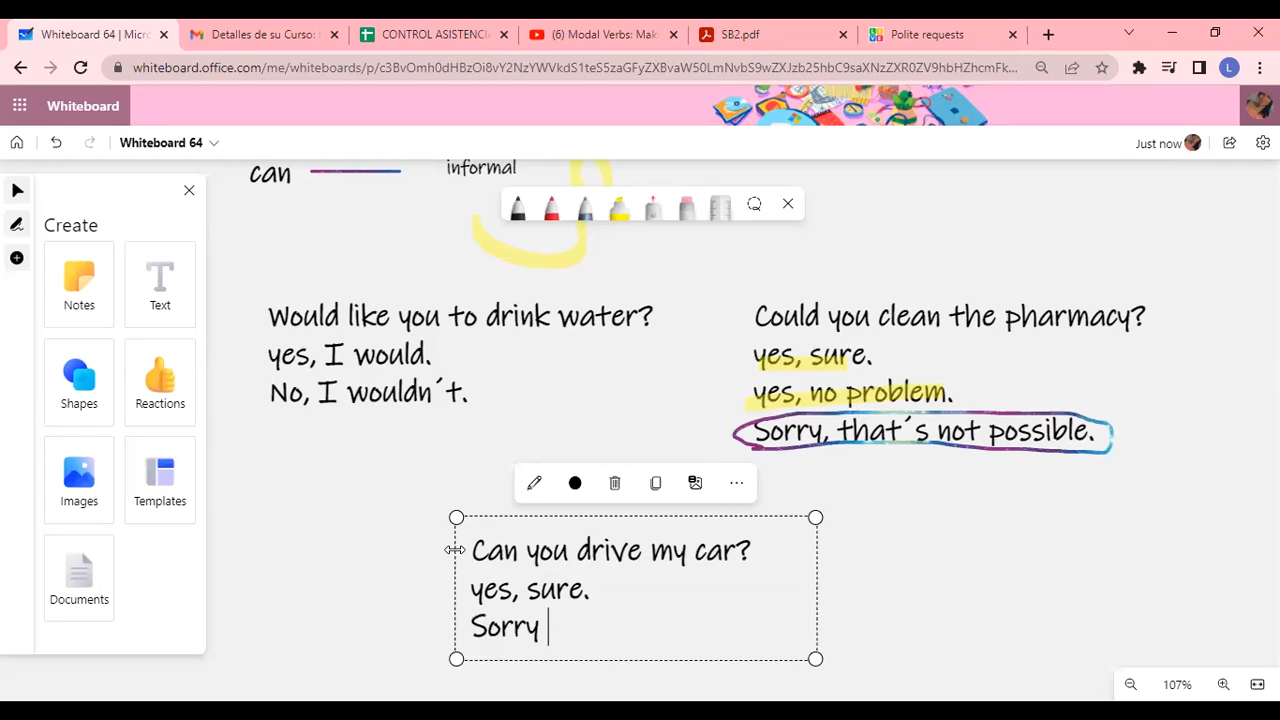 Whiteboard 64 | Micro
Detalles de su Curso:
CONTROL ASISTENCIA
(6) Modal Verbs: Mak
SB2.pdf
Polite requests
whiteboard.office.com/me/whiteboards/p/c3BvOmh0dHBzOi8vY2NzYWVkdS1teS5zaGFyZXBvaW50LmNvbS9wZXJzb25hbC9saXNzZXR0ZV9hbHZhcmFk...
L
Whiteboard
Whiteboard 64
Just now
can
informal
Create
Notes
Text
Shapes
Reactions
Images
Templates
Documents
Would like you to drink water?
yes, I would.
No, I wouldn´t.
Could you clean the pharmacy?
yes, sure.
yes, no problem.
Sorry, that´s not possible.
Can you drive my car?
yes, sure.
Sorry
107%